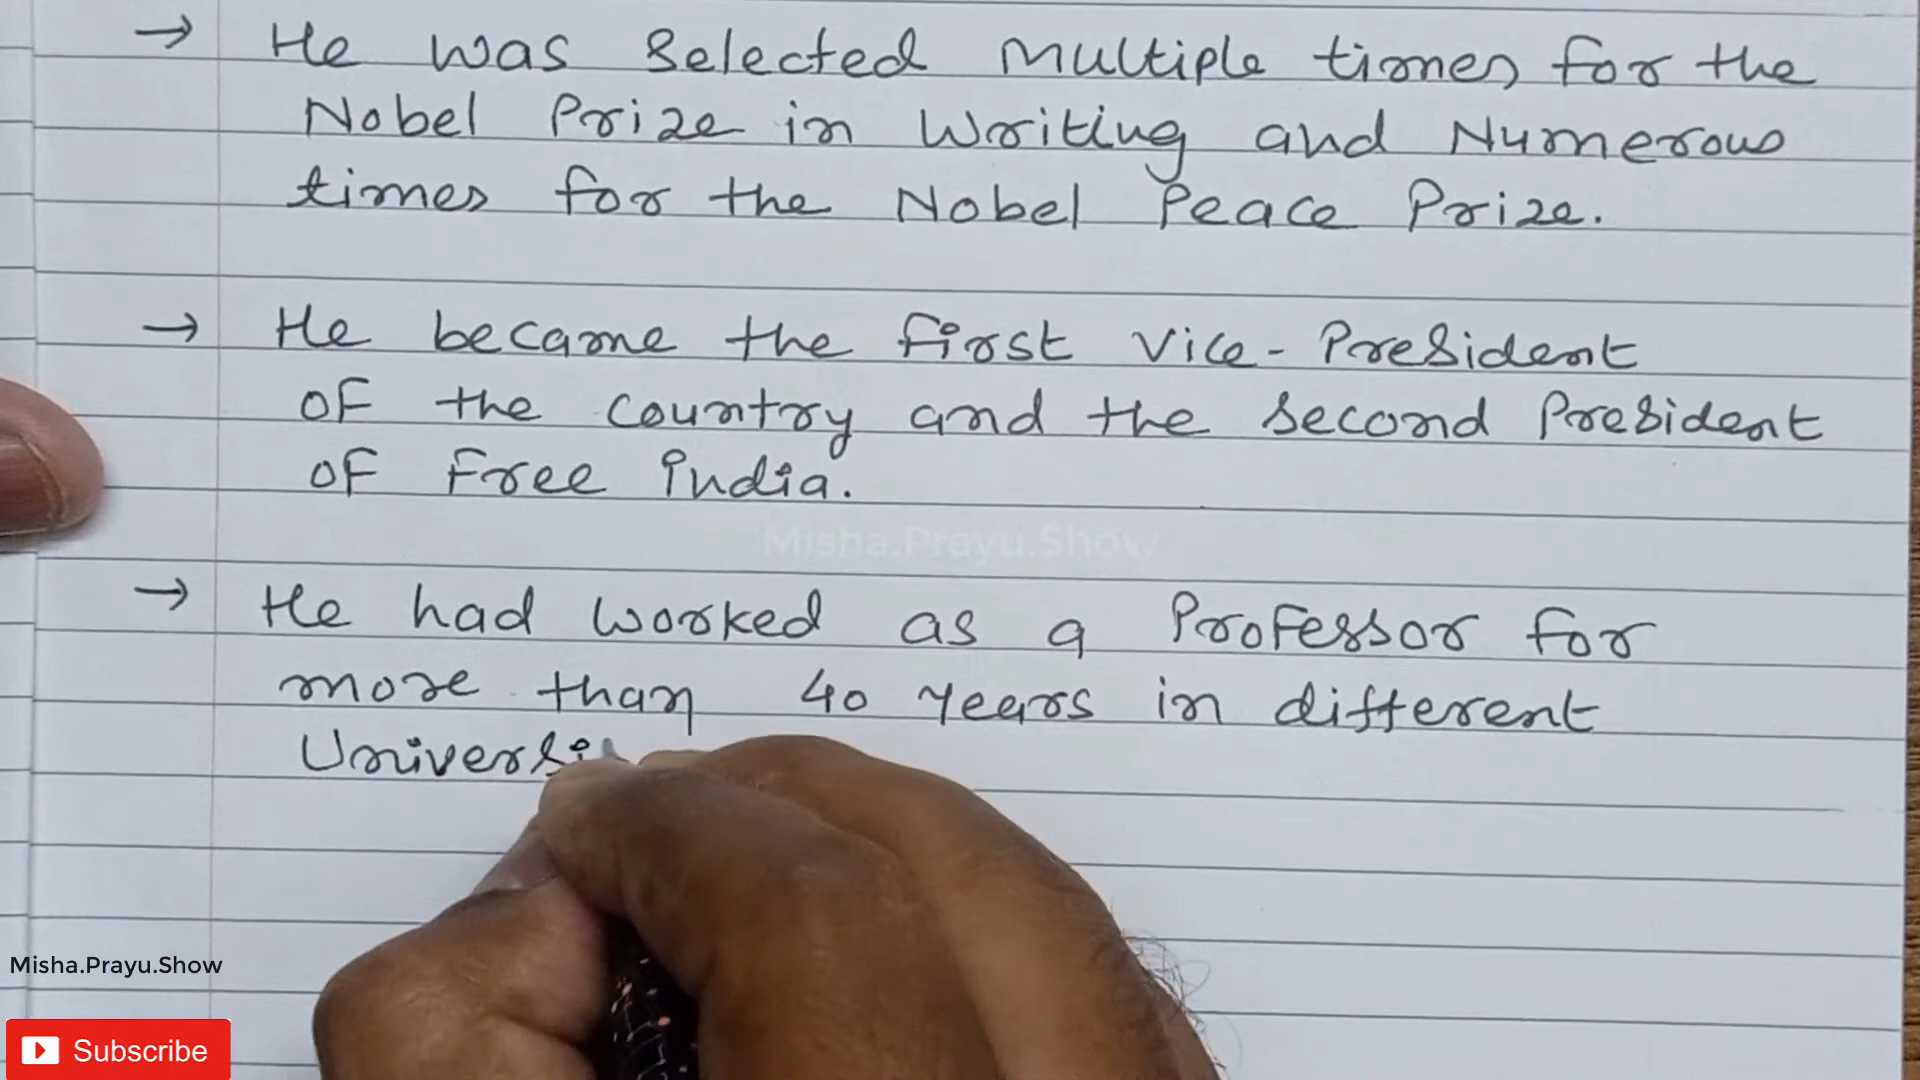 → He was Selected Multiple times for the
Nobel Prize in Writing and Numerous
times for the Nobel Peace Prize.
→ He became the first Vice-President
of the country and the second President
of Free india.
Misha.Prayu.Show
→ He had worked as a Professor for
more than 40 years in different
Universi
Misha.Prayu.Show
Subscribe